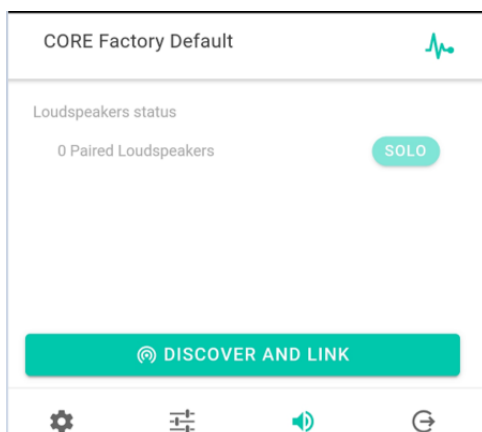 CORE Factory Default
Loudspeakers status
0 Paired Loudspeakers
SOLO
DISCOVER AND LINK